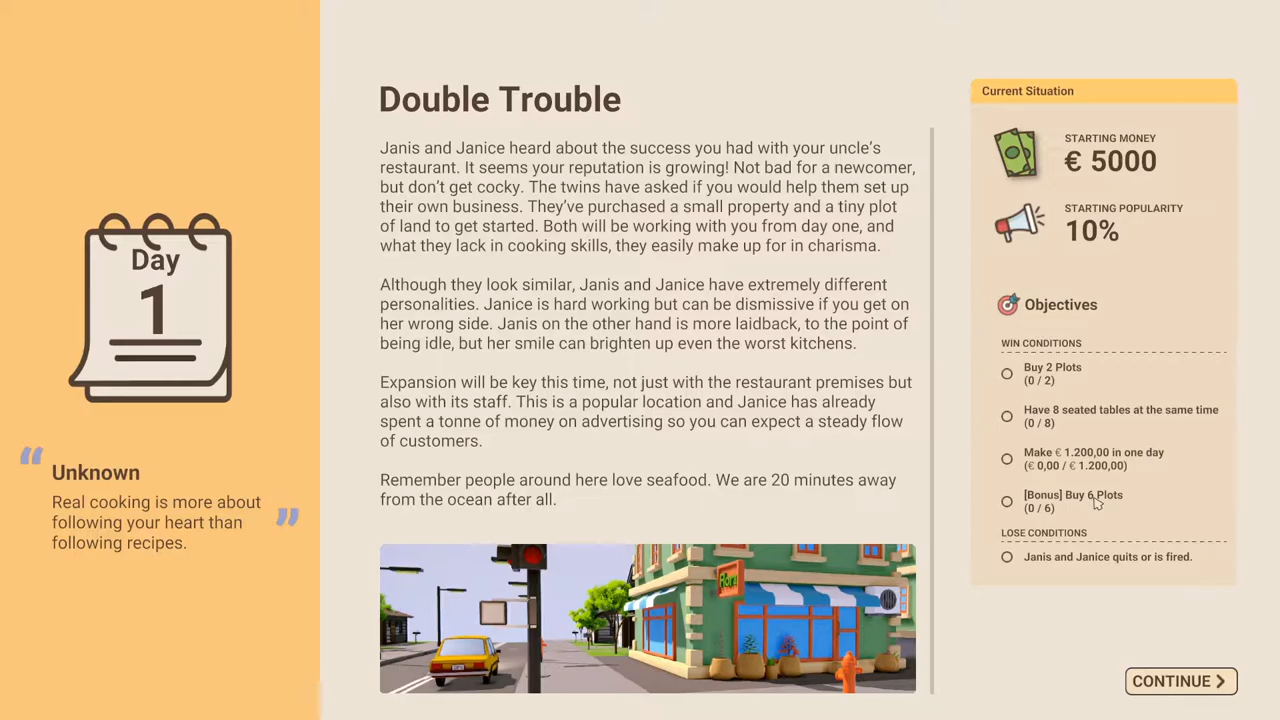 Day
1
“
Unknown
Real cooking is more about
following your heart than
following recipes.
”
Double Trouble
Janis and Janice heard about the success you had with your uncle’s
restaurant. It seems your reputation is growing! Not bad for a newcomer,
but don’t get cocky. The twins have asked if you would help them set up
their own business. They’ve purchased a small property and a tiny plot
of land to get started. Both will be working with you from day one, and
what they lack in cooking skills, they easily make up for in charisma.
Although they look similar, Janis and Janice have extremely different
personalities. Janice is hard working but can be dismissive if you get on
her wrong side. Janis on the other hand is more laidback, to the point of
being idle, but her smile can brighten up even the worst kitchens.
Expansion will be key this time, not just with the restaurant premises but
also with its staff. This is a popular location and Janice has already
spent a tonne of money on advertising so you can expect a steady flow
of customers.
Remember people around here love seafood. We are 20 minutes away
from the ocean after all.
Current Situation
STARTING MONEY
€ 5000
STARTING POPULARITY
10%
Objectives
WIN CONDITIONS
Buy 2 Plots
(0 / 2)
Have 8 seated tables at the same time
(0 / 8)
Make € 1.200,00 in one day
(€ 0,00 / € 1.200,00)
[Bonus] Buy 6 Plots
(0 / 6)
LOSE CONDITIONS
Janis and Janice quits or is fired.
CONTINUE